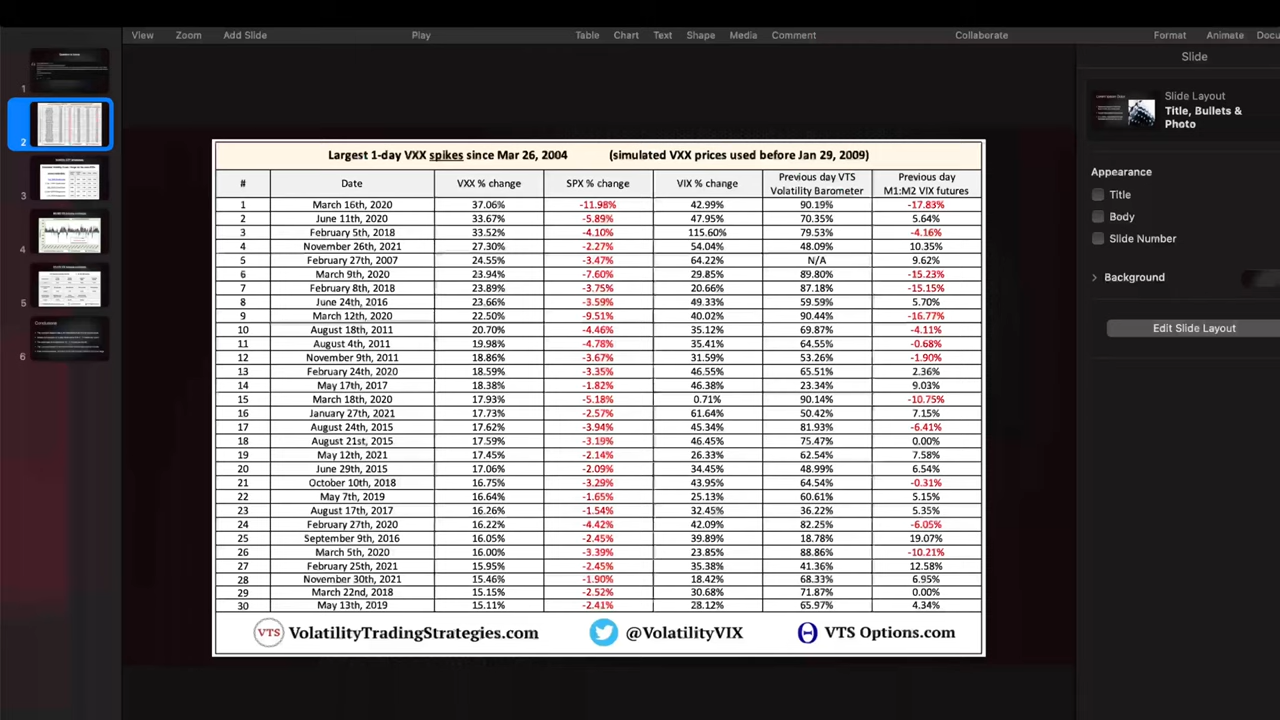 View Zoom Add Slide Play Table Chart Text Shape Media Comment Collaborate Format Animate Docu
Slide
Slide Layout
Title, Bullets &
Photo
Appearance
Title
Body
Slide Number
Background
Edit Slide Layout
1
2
3
4
5
6
Conclusions
Largest 1-day VXX spikes since Mar 26, 2004 (simulated VXX prices used before Jan 29, 2009)
# Date VXX % change SPX % change VIX % change Previous day VTS Volatility Barometer Previous day M1:M2 VIX futures
1 March 16th, 2020 37.06% -11.98% 42.99% 90.19% -17.83%
2 June 11th, 2020 33.67% -5.89% 47.95% 70.35% 5.64%
3 February 5th, 2018 33.52% -4.10% 115.60% 79.53% -4.16%
4 November 26th, 2021 27.30% -2.27% 54.04% 48.09% 10.35%
5 February 27th, 2007 24.55% -3.47% 64.22% N/A 9.62%
6 March 9th, 2020 23.94% -7.60% 29.85% 89.80% -15.23%
7 February 8th, 2018 23.89% -3.75% 20.66% 87.18% -15.15%
8 June 24th, 2016 23.66% -3.59% 49.33% 59.59% 5.70%
9 March 12th, 2020 22.50% -9.51% 40.02% 90.44% -16.77%
10 August 18th, 2011 20.70% -4.46% 35.12% 69.87% -4.11%
11 August 4th, 2011 19.98% -4.78% 35.41% 64.55% -0.68%
12 November 9th, 2011 18.86% -3.67% 31.59% 53.26% -1.90%
13 February 24th, 2020 18.59% -3.35% 46.55% 65.51% 2.36%
14 May 17th, 2017 18.38% -1.82% 46.38% 23.34% 9.03%
15 March 18th, 2020 17.93% -5.18% 0.71% 90.14% -10.75%
16 January 27th, 2021 17.73% -2.57% 61.64% 50.42% 7.15%
17 August 24th, 2015 17.62% -3.94% 45.34% 81.93% -6.41%
18 August 21st, 2015 17.59% -3.19% 46.45% 75.47% 0.00%
19 May 12th, 2021 17.45% -2.14% 26.33% 62.54% 7.58%
20 June 29th, 2015 17.06% -2.09% 34.45% 48.99% 6.54%
21 October 10th, 2018 16.75% -3.29% 43.95% 64.54% -0.31%
22 May 7th, 2019 16.64% -1.65% 25.13% 60.61% 5.15%
23 August 17th, 2017 16.26% -1.54% 32.45% 36.22% 5.35%
24 February 27th, 2020 16.22% -4.42% 42.09% 82.25% -6.05%
25 September 9th, 2016 16.05% -2.45% 39.89% 18.78% 19.07%
26 March 5th, 2020 16.00% -3.39% 23.85% 88.86% -10.21%
27 February 25th, 2021 15.95% -2.45% 35.38% 41.36% 12.58%
28 November 30th, 2021 15.46% -1.90% 18.42% 68.33% 6.95%
29 March 22nd, 2018 15.15% -2.52% 30.68% 71.87% 0.00%
30 May 13th, 2019 15.11% -2.41% 28.12% 65.97% 4.34%
VTS VolatilityTradingStrategies.com @VolatilityVIX VTS Options.com